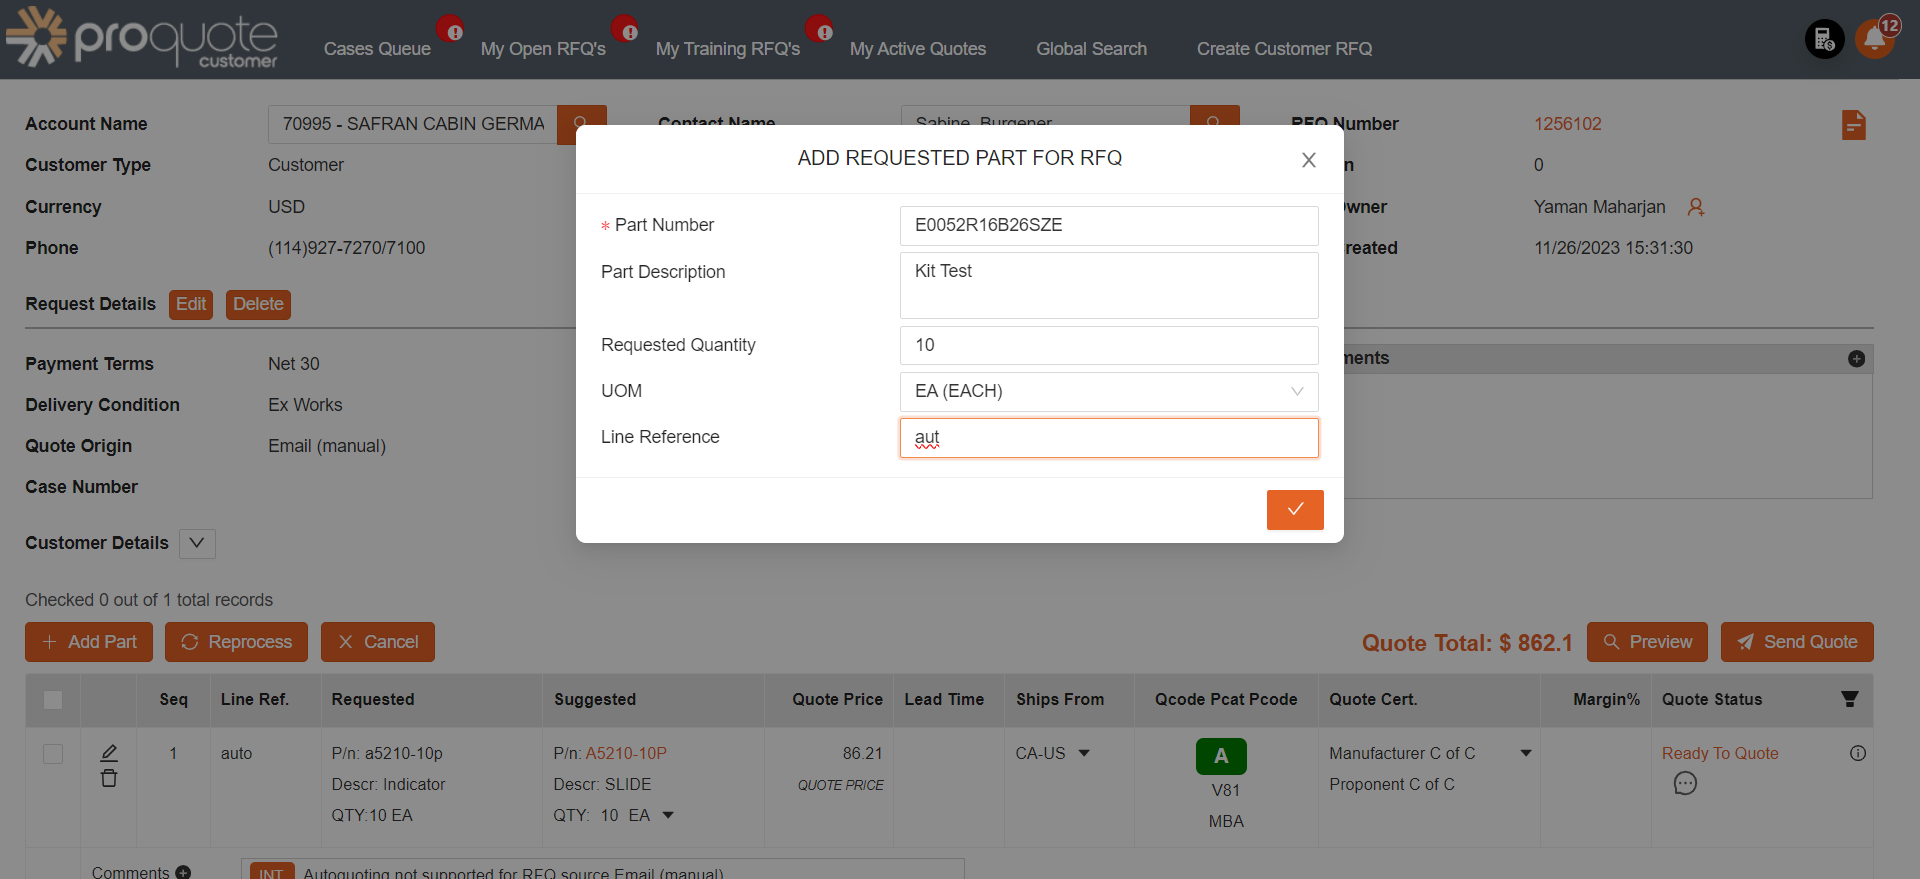 proquote
customer
Cases Queue
My Open RFQ's
My Training RFQ's
My Active Quotes
Global Search
Create Customer RFQ
12
Account Name
70995 - SAFRAN CABIN GERMA
Contact Name
Sabine Burgener
RFQ Number
1256102
Customer Type
Customer
n
0
Currency
USD
wner
Yaman Maharjan
Phone
(114)927-7270/7100
reated
11/26/2023 15:31:30
ADD REQUESTED PART FOR RFQ
* Part Number
E0052R16B26SZE
Part Description
Kit Test
Requested Quantity
10
UOM
EA (EACH)
Line Reference
aut
Request Details
Edit
Delete
Payment Terms
Net 30
ments
Delivery Condition
Ex Works
Quote Origin
Email (manual)
Case Number
Customer Details
Checked 0 out of 1 total records
Add Part
Reprocess
Cancel
Quote Total: $ 862.1
Preview
Send Quote
Seq
Line Ref.
Requested
Suggested
Quote Price
Lead Time
Ships From
Qcode Pcat Pcode
Quote Cert.
Margin%
Quote Status
1
auto
P/n: a5210-10p
Descr: Indicator
QTY:10 EA
P/n: A5210-10P
Descr: SLIDE
QTY: 10 EA
86.21
QUOTE PRICE
CA-US
A
V81
MBA
Manufacturer C of C
Proponent C of C
Ready To Quote
Comments
INT
Autoquoting not supported for RFQ source Email (manual)